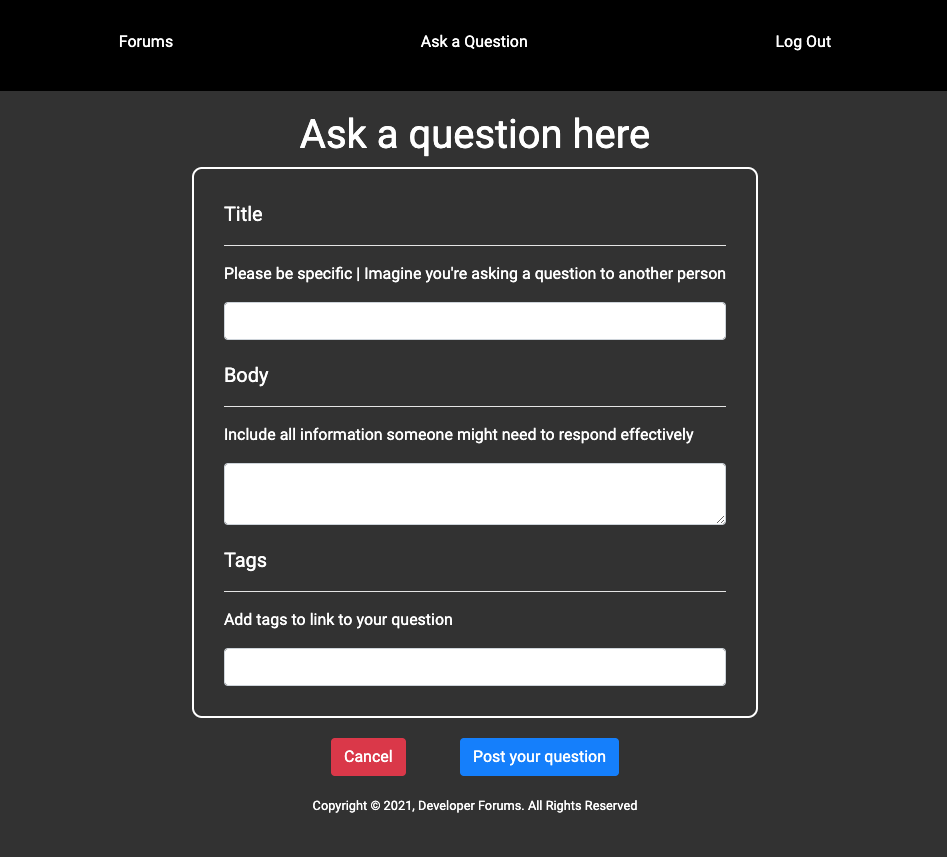 Forums Ask a Question Log Out
Ask a question here
Title
Please be specific | Imagine you're asking a question to another person
Body
Include all information someone might need to respond effectively
Tags
Add tags to link to your question
Cancel Post your question
Copyright © 2021, Developer Forums. All Rights Reserved